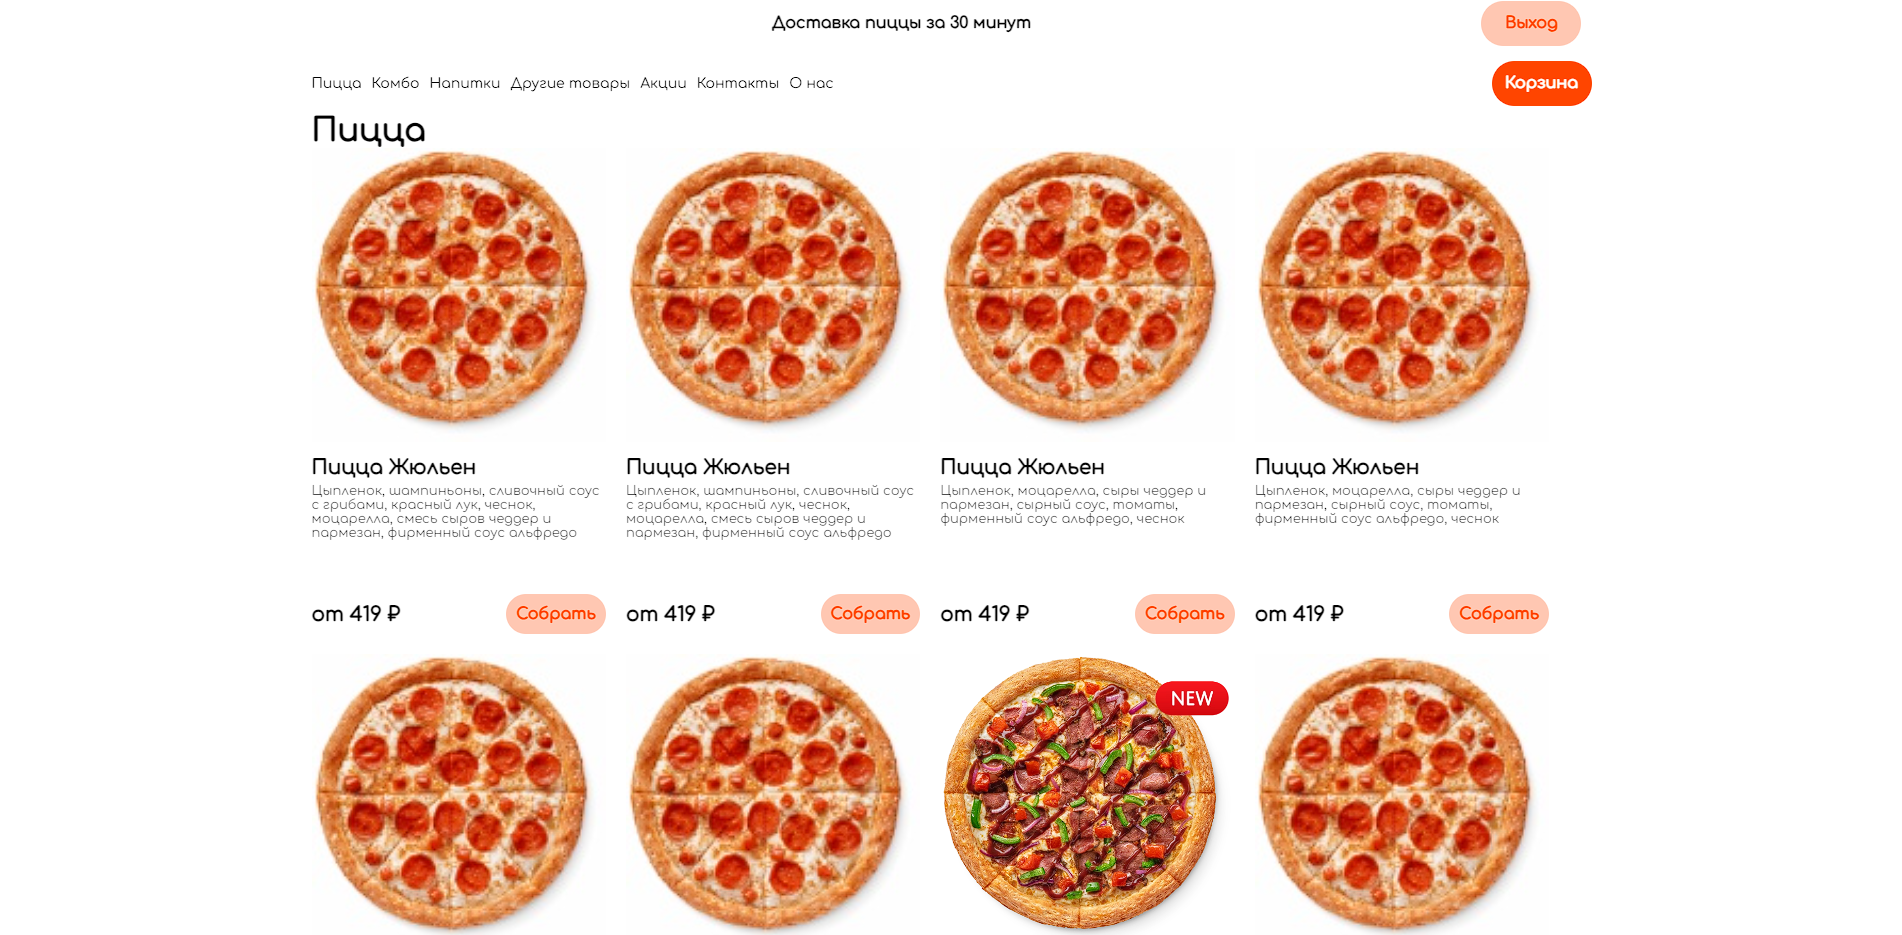 Доставка пиццы за 30 минут
Выход
Пицца Комбо Напитки Другие товары Акции Контакты О нас
Корзина
Пицца
Пицца Жюльен
Цыпленок, шампиньоны, сливочный соус
с грибами, красный лук, чеснок,
моцарелла, смесь сыров чеддер и
пармезан, фирменный соус альфредо
от 419 ₽
Собрать
Пицца Жюльен
Цыпленок, шампиньоны, сливочный соус
с грибами, красный лук, чеснок,
моцарелла, смесь сыров чеддер и
пармезан, фирменный соус альфредо
от 419 ₽
Собрать
Пицца Жюльен
Цыпленок, моцарелла, сыры чеддер и
пармезан, сырный соус, томаты,
фирменный соус альфредо, чеснок
от 419 ₽
Собрать
Пицца Жюльен
Цыпленок, моцарелла, сыры чеддер и
пармезан, сырный соус, томаты,
фирменный соус альфредо, чеснок
от 419 ₽
Собрать
NEW